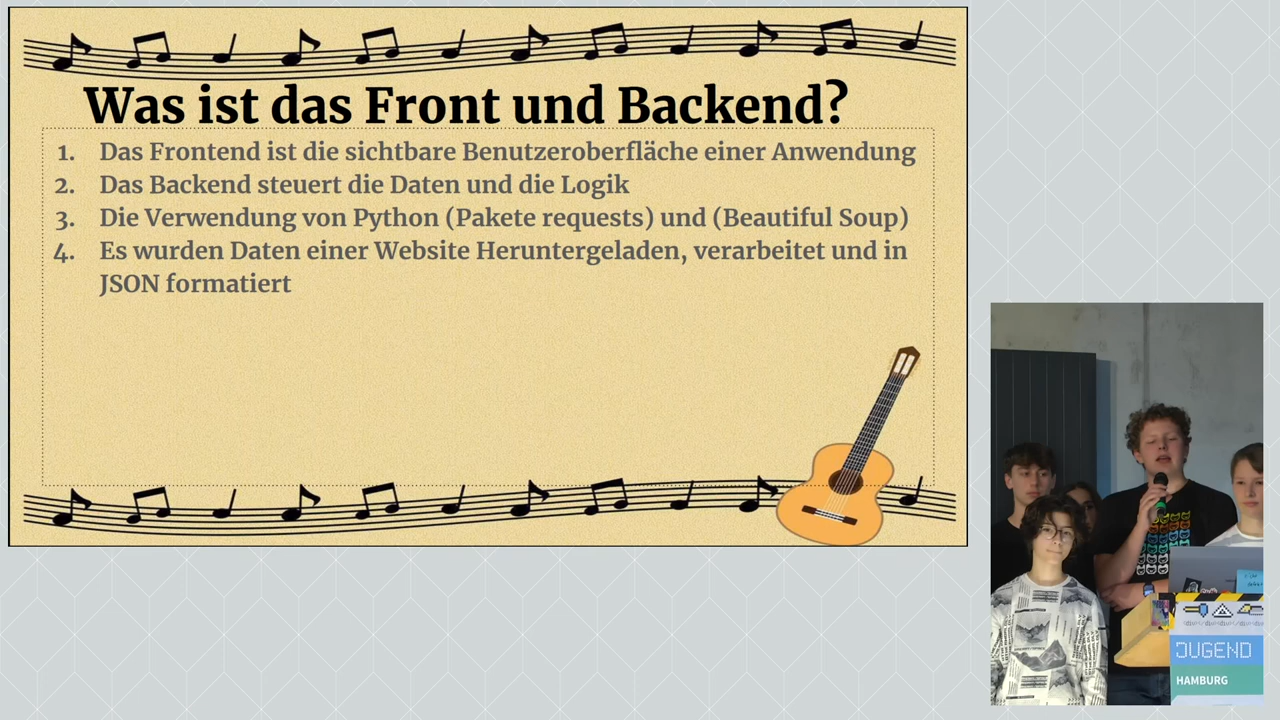 Was ist das Front und Backend?
1. Das Frontend ist die sichtbare Benutzeroberfläche einer Anwendung
2. Das Backend steuert die Daten und die Logik
3. Die Verwendung von Python (Pakete requests) und (Beautiful Soup)
4. Es wurden Daten einer Website Heruntergeladen, verarbeitet und in
JSON formatiert
JUGEND
HAMBURG